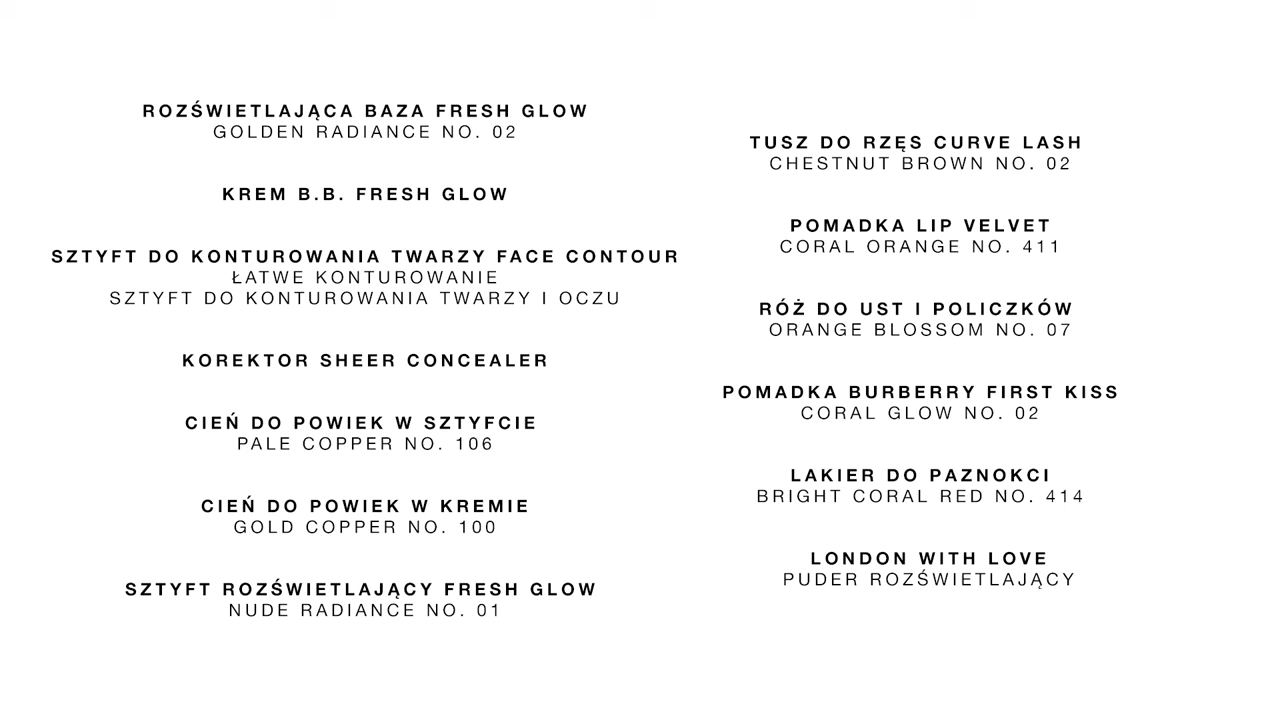 ROZŚWIETLAJĄCA BAZA FRESH GLOW
GOLDEN RADIANCE NO. 02
KREM B.B. FRESH GLOW
SZTYFT DO KONTUROWANIA TWARZY FACE CONTOUR
ŁATWE KONTUROWANIE
SZTYFT DO KONTUROWANIA TWARZY I OCZU
KOREKTOR SHEER CONCEALER
CIEŃ DO POWIEK W SZTYFCIE
PALE COPPER NO. 106
CIEŃ DO POWIEK W KREMIE
GOLD COPPER NO. 100
SZTYFT ROZŚWIETLAJĄCY FRESH GLOW
NUDE RADIANCE NO. 01
TUSZ DO RZĘS CURVE LASH
CHESTNUT BROWN NO. 02
POMADKA LIP VELVET
CORAL ORANGE NO. 411
RÓŻ DO UST I POLICZKÓW
ORANGE BLOSSOM NO. 07
POMADKA BURBERRY FIRST KISS
CORAL GLOW NO. 02
LAKIER DO PAZNOKCI
BRIGHT CORAL RED NO. 414
LONDON WITH LOVE
PUDER ROZŚWIETLAJĄCY